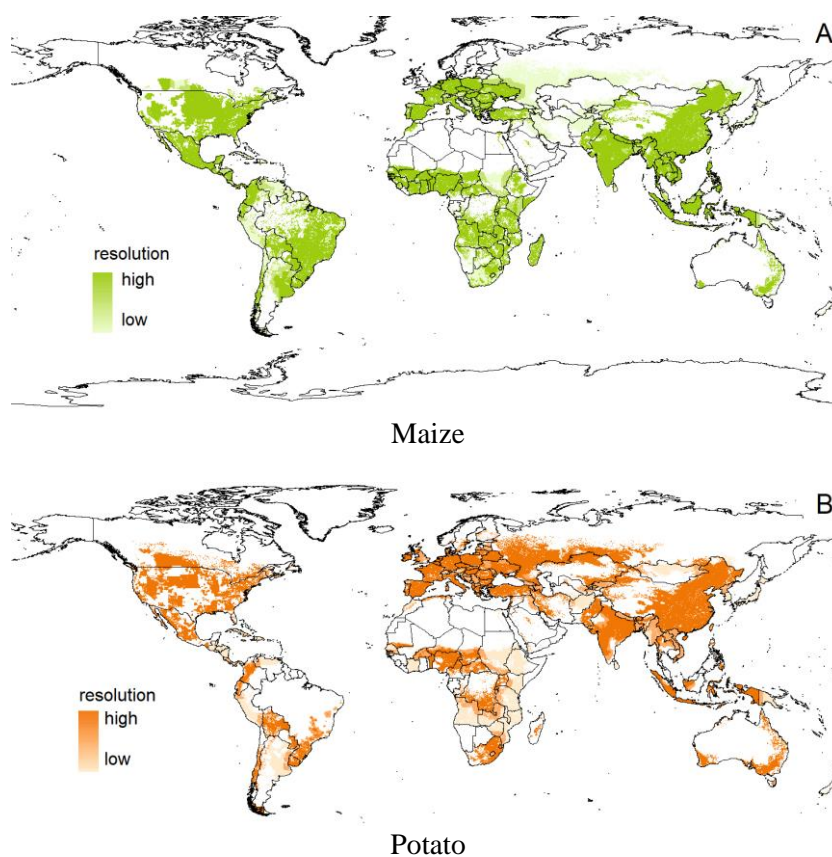 A
resolution
high
low
Maize
B
resolution
high
low
Potato